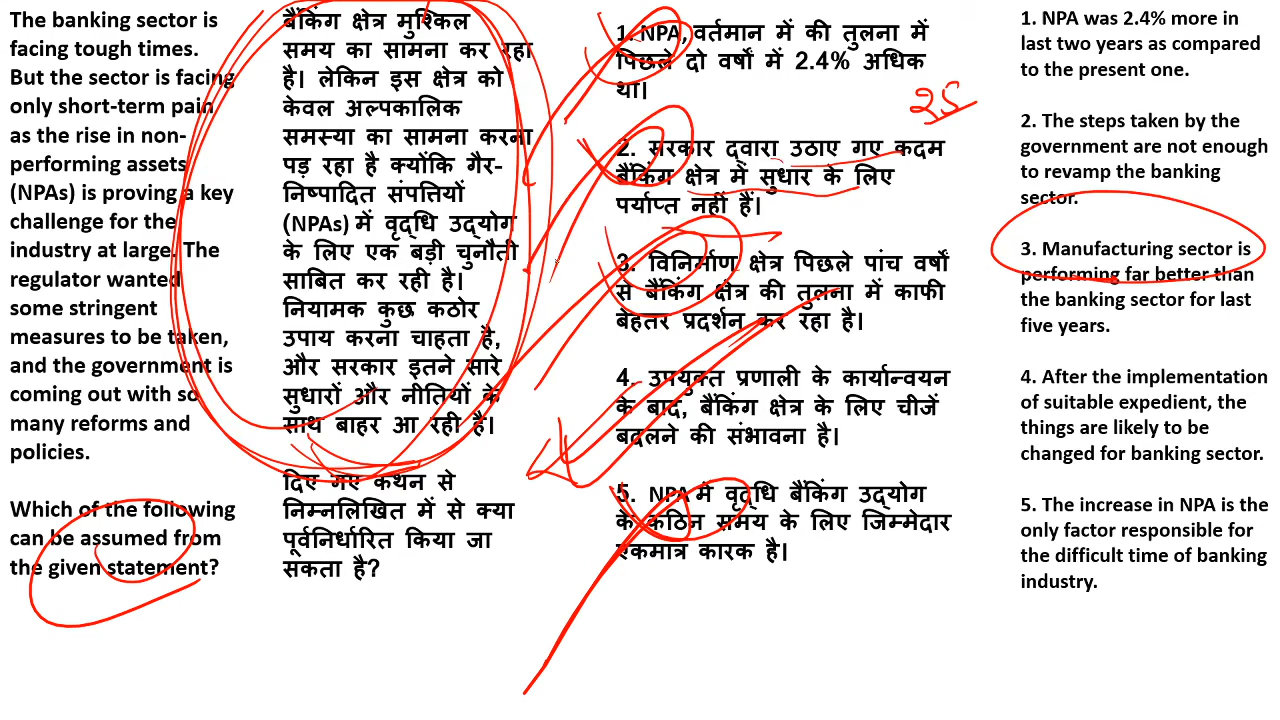 The banking sector is
facing tough times.
But the sector is facing
only short-term pain
as the rise in non-
performing assets
(NPAs) is proving a key
challenge for the
industry at large. The
regulator wanted
some stringent
measures to be taken,
and the government is
coming out with so
many reforms and
policies.
Which of the following
can be assumed from
the given statement?
बैंकिंग क्षेत्र मुश्किल
समय का सामना कर रहा
है। लेकिन इस क्षेत्र को
केवल अल्पकालिक
समस्या का सामना करना
पड़ रहा है क्योंकि गैर-
निष्पादित संपत्तियों
(NPAs) में वृद्धि उद्योग
के लिए एक बड़ी चुनौती
साबित कर रही है।
नियामक कुछ कठोर
उपाय करना चाहता है,
और सरकार इतने सारे
सुधारों और नीतियों के
साथ बाहर आ रही है।
दिए गए कथन से
निम्नलिखित में से क्या
पूर्वनिर्धारित किया जा
सकता है?
1. NPA, वर्तमान में की तुलना में
पिछले दो वर्षों में 2.4% अधिक
था।
2. सरकार द्वारा उठाए गए कदम
बैंकिंग क्षेत्र में सुधार के लिए
पर्याप्त नहीं हैं।
3. विनिर्माण क्षेत्र पिछले पांच वर्षों
से बैंकिंग क्षेत्र की तुलना में काफी
बेहतर प्रदर्शन कर रहा है।
4. उपयुक्त प्रणाली के कार्यान्वयन
के बाद, बैंकिंग क्षेत्र के लिए चीजें
बदलने की संभावना है।
5. NPA में वृद्धि बैंकिंग उद्योग
के कठिन समय के लिए जिम्मेदार
एकमात्र कारक है।
1. NPA was 2.4% more in
last two years as compared
to the present one.
2. The steps taken by the
government are not enough
to revamp the banking
sector.
3. Manufacturing sector is
performing far better than
the banking sector for last
five years.
4. After the implementation
of suitable expedient, the
things are likely to be
changed for banking sector.
5. The increase in NPA is the
only factor responsible for
the difficult time of banking
industry.